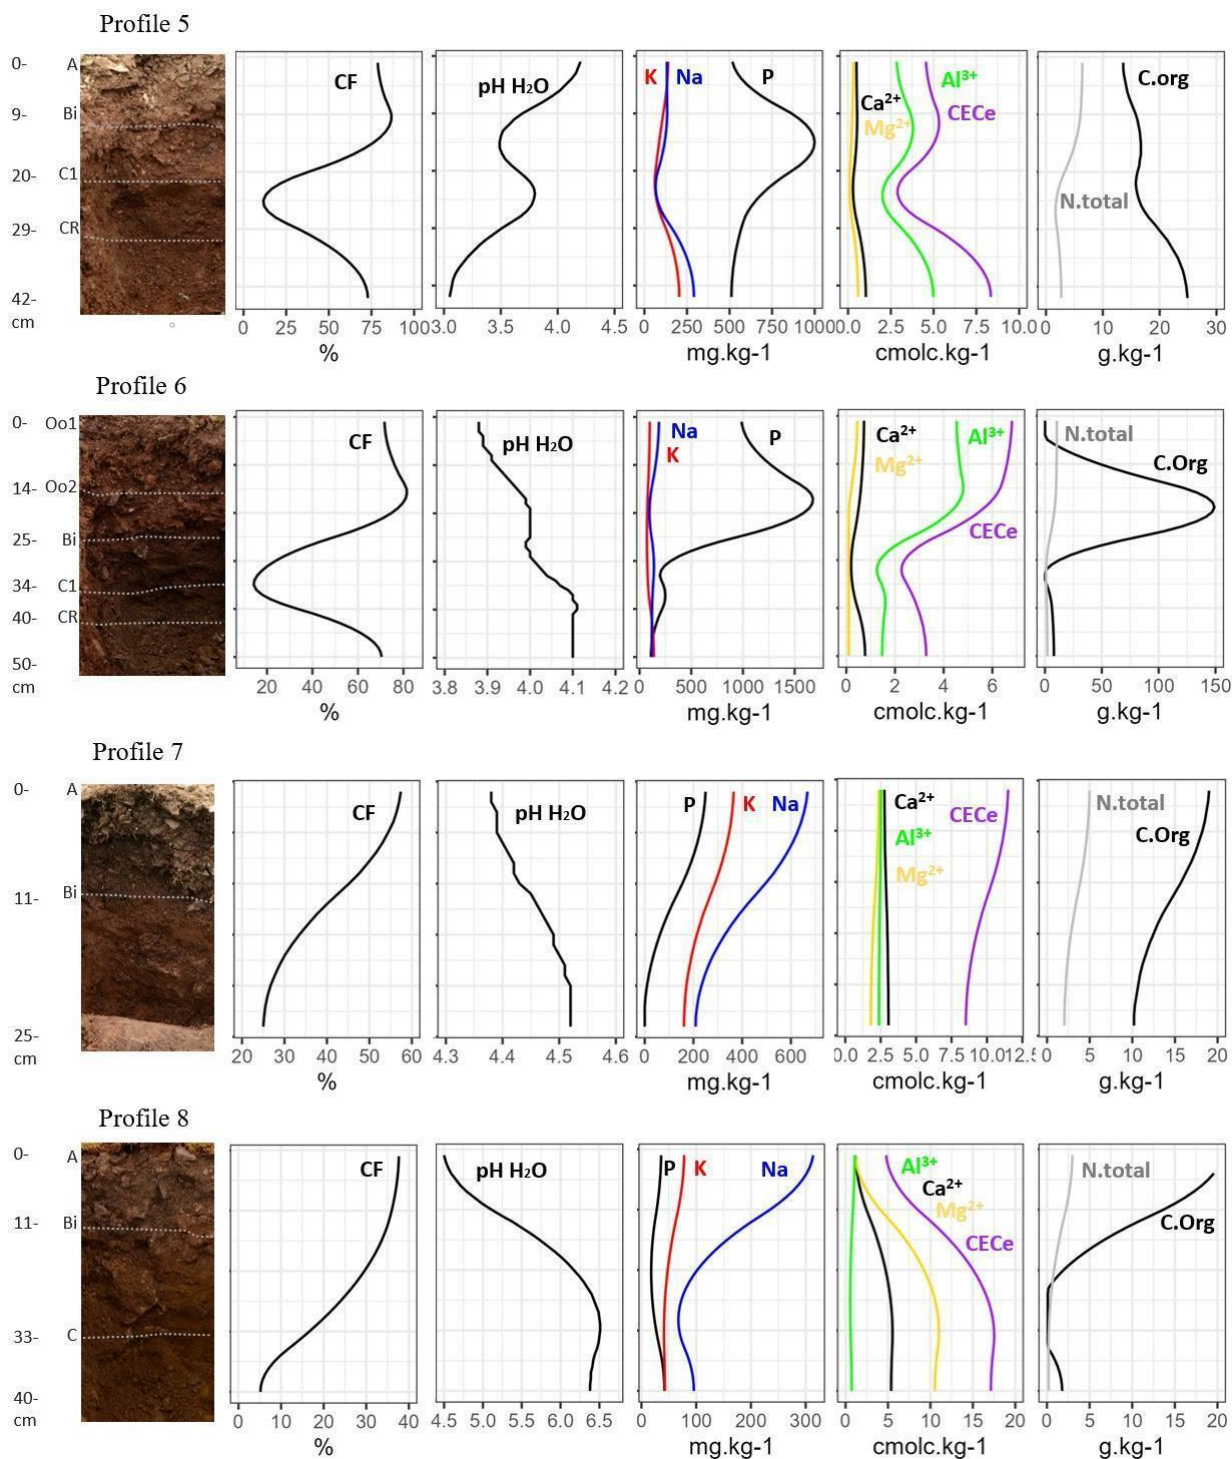 Profile 5
0- A
9- Bi
20- C1
29- CR
42-
cm
CF
0 25 50 75 100
%
pH H₂O
3.0 3.5 4.0 4.5
K Na P
0 250 500 750 1000
mg.kg-1
Ca²⁺ Mg²⁺ Al³⁺ CECe
0.0 2.5 5.0 7.5 10.0
cmolc.kg-1
C.org
N.total
0 10 20 30
g.kg-1
Profile 6
0- Oo1
14- Oo2
25- Bi
34- C1
40- CR
50-
cm
CF
20 40 60 80
%
pH H₂O
3.8 3.9 4.0 4.1 4.2
Na K P
0 500 1000 1500
mg.kg-1
Ca²⁺ Mg²⁺ Al³⁺ CECe
0 2 4 6
cmolc.kg-1
N.total
C.Org
0 50 100 150
g.kg-1
Profile 7
0- A
11- Bi
25-
cm
CF
20 30 40 50 60
%
pH H₂O
4.3 4.4 4.5 4.6
P K Na
0 200 400 600
mg.kg-1
Ca²⁺ Al³⁺ Mg²⁺ CECe
0.0 2.5 5.0 7.5 10.012.5
cmolc.kg-1
N.total
C.Org
0 5 10 15 20
g.kg-1
Profile 8
0- A
11- Bi
33- C
40-
cm
CF
0 10 20 30 40
%
pH H₂O
4.5 5.0 5.5 6.0 6.5
P K Na
0 100 200 300
mg.kg-1
Al³⁺ Ca²⁺ Mg²⁺ CECe
0 5 10 15 20
cmolc.kg-1
N.total
C.Org
0 5 10 15 20
g.kg-1